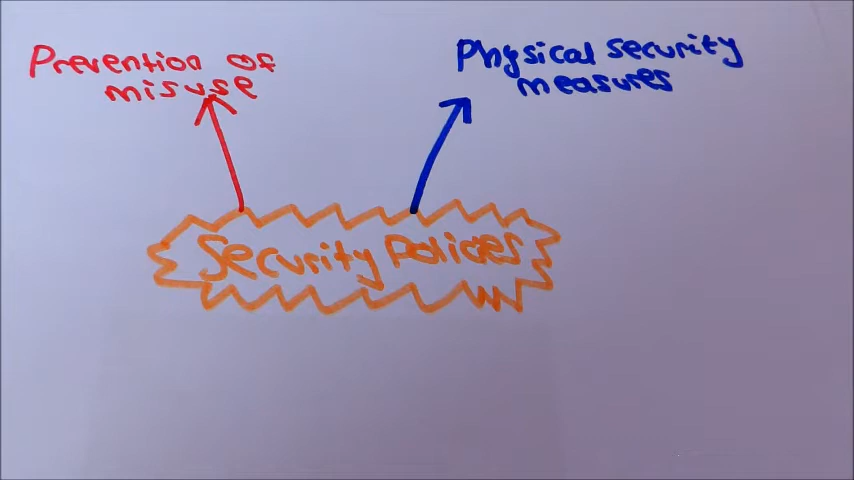 Prevention of
misuse
Physical security
measures
Security Policies